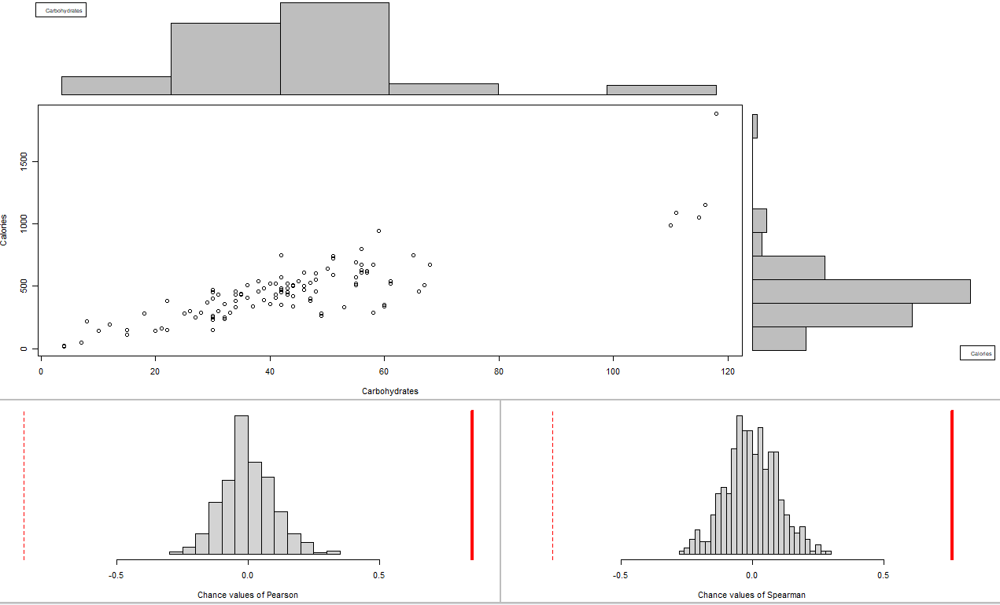 Carbohydrates
1500
1000
500
0
Calories
Calories
0 20 40 60 80 100 120
Carbohydrates
-0.5 0.0 0.5
Chance values of Pearson
-0.5 0.0 0.5
Chance values of Spearman